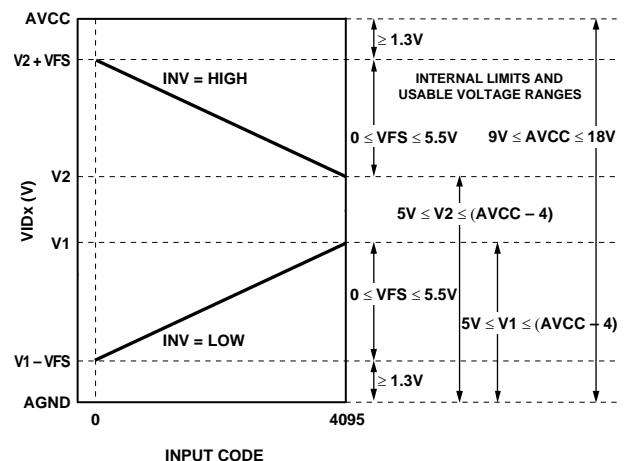 AVCC
≥ 1.3V
V2 + VFS
INV = HIGH
INTERNAL LIMITS AND
USABLE VOLTAGE RANGES
0 ≤ VFS ≤ 5.5V
9V ≤ AVCC ≤ 18V
VIDx (V)
V2
5V ≤ V2 ≤ (AVCC – 4)
V1
0 ≤ VFS ≤ 5.5V
5V ≤ V1 ≤ (AVCC – 4)
INV = LOW
V1 – VFS
≥ 1.3V
AGND
0
4095
INPUT CODE